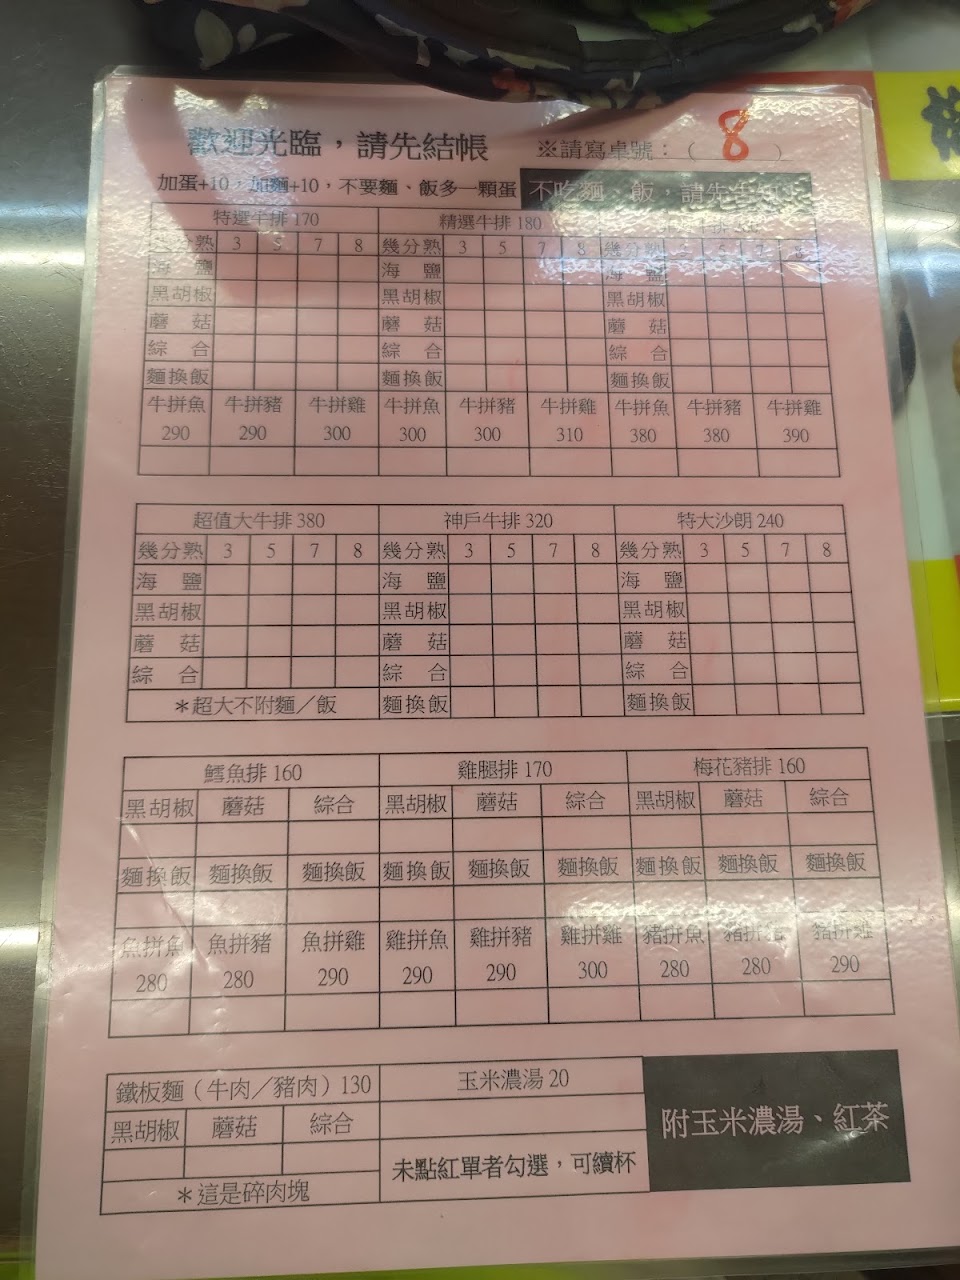 歡迎光臨，請先結帳 ※請寫桌號：（ 8 ）
加蛋+10，加麵+10，不要麵、飯多一顆蛋 不吃麵、飯，請先告知
特選牛排 170 精選牛排 180 牛排
幾分熟 3 5 7 8 幾分熟 3 5 7 8 幾分熟 3 5 7 8
海 鹽 海 鹽 海 鹽
黑胡椒 黑胡椒 黑胡椒
蘑 菇 蘑 菇 蘑 菇
綜 合 綜 合 綜 合
麵換飯 麵換飯 麵換飯
牛拼魚 牛拼豬 牛拼雞 牛拼魚 牛拼豬 牛拼雞 牛拼魚 牛拼豬 牛拼雞
290 290 300 300 300 310 380 380 390
超值大牛排 380 神戶牛排 320 特大沙朗 240
幾分熟 3 5 7 8 幾分熟 3 5 7 8 幾分熟 3 5 7 8
海 鹽 海 鹽 海 鹽
黑胡椒 黑胡椒 黑胡椒
蘑 菇 蘑 菇 蘑 菇
綜 合 綜 合 綜 合
＊超大不附麵／飯 麵換飯 麵換飯
鱈魚排 160 雞腿排 170 梅花豬排 160
黑胡椒 蘑菇 綜合 黑胡椒 蘑菇 綜合 黑胡椒 蘑菇 綜合
麵換飯 麵換飯 麵換飯 麵換飯 麵換飯 麵換飯 麵換飯 麵換飯 麵換飯
魚拼魚 魚拼豬 魚拼雞 雞拼魚 雞拼豬 雞拼雞 豬拼魚 豬拼豬 豬拼雞
280 280 290 290 290 300 280 280 290
鐵板麵（牛肉／豬肉）130 玉米濃湯 20
黑胡椒 蘑菇 綜合 附玉米濃湯、紅茶
未點紅單者勾選，可續杯
＊這是碎肉塊